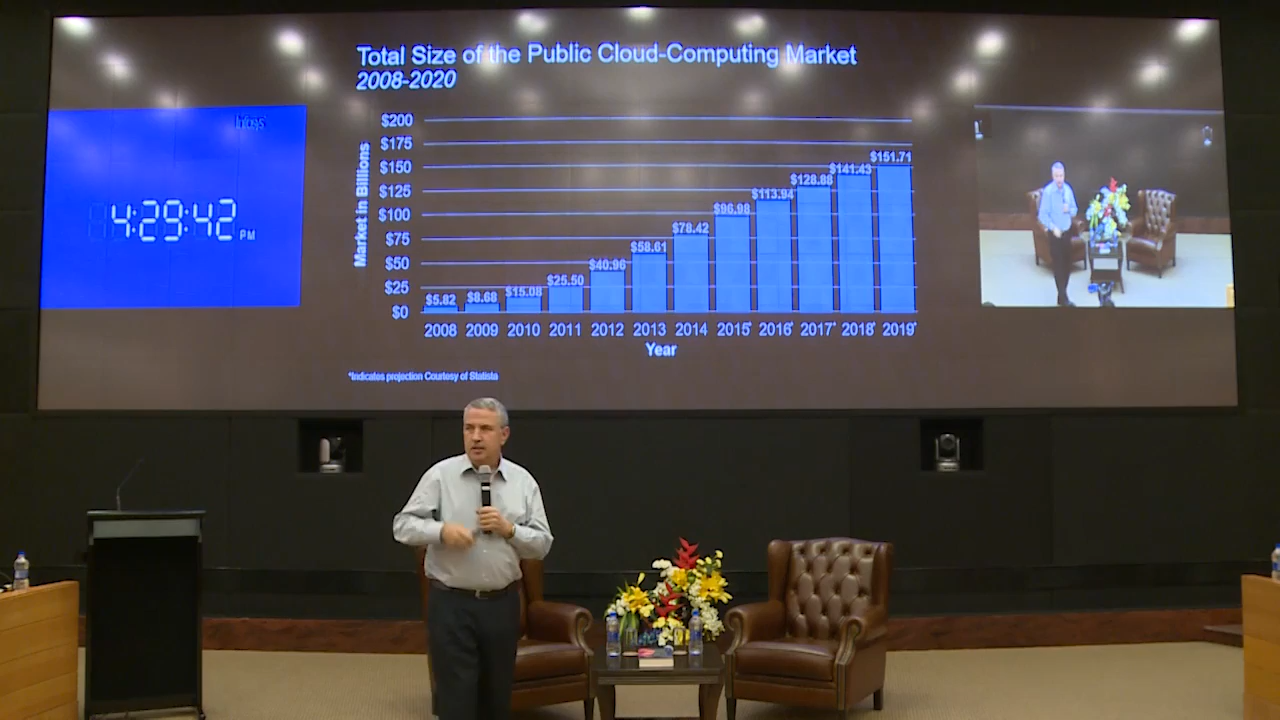 Total Size of the Public Cloud-Computing Market
2008-2020
Infosys
4:29:42 PM
Market in Billions
$200
$175
$150
$125
$100
$75
$50
$25
$0
$5.82 $8.68 $15.08 $25.50 $40.96 $58.61 $78.42 $96.98 $113.94 $128.88 $141.43 $151.71
2008 2009 2010 2011 2012 2013 2014 2015* 2016* 2017* 2018* 2019*
Year
*Indicates projection Courtesy of Statista